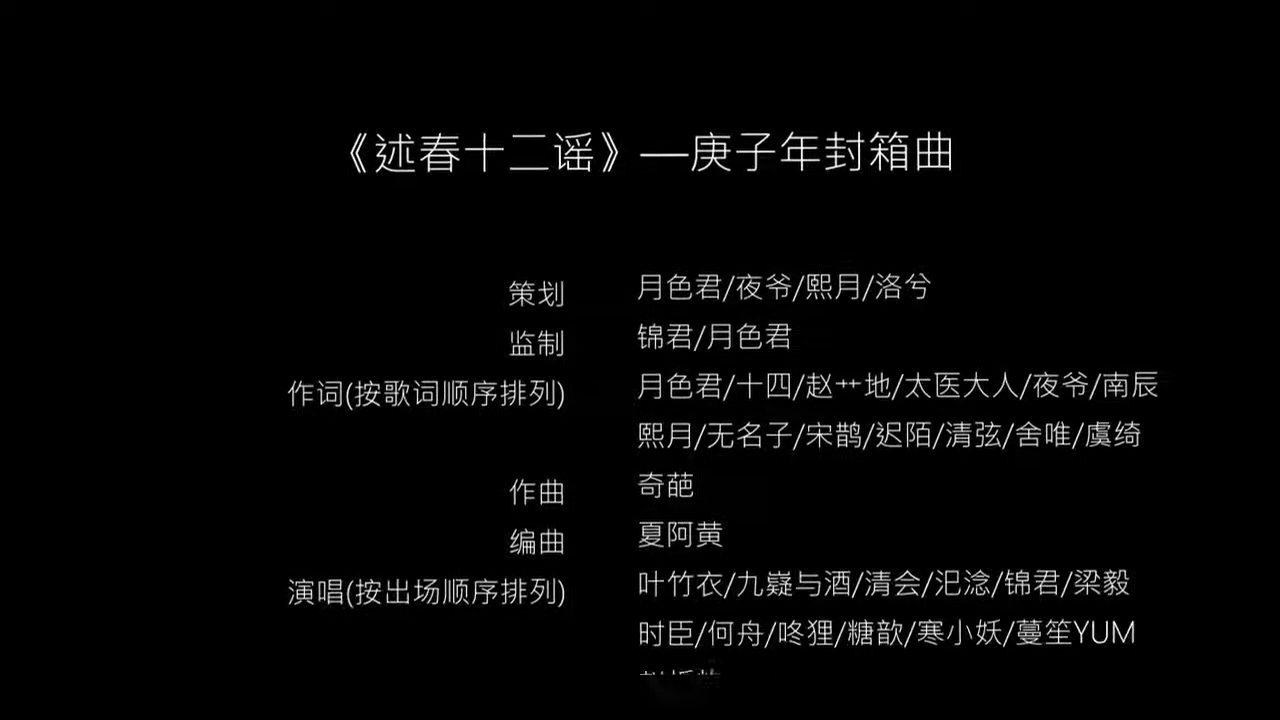 《述春十二谣》—庚子年封箱曲
策划 月色君/夜爷/熙月/洛兮
监制 锦君/月色君
作词(按歌词顺序排列) 月色君/十四/赵艹地/太医大人/夜爷/南辰
熙月/无名子/宋鹊/迟陌/清弦/舍唯/虞绮
作曲 奇葩
编曲 夏阿黄
演唱(按出场顺序排列) 叶竹衣/九嶷与酒/清会/汜淰/锦君/梁毅
时臣/何舟/咚狸/糖歆/寒小妖/蔓笙YUM